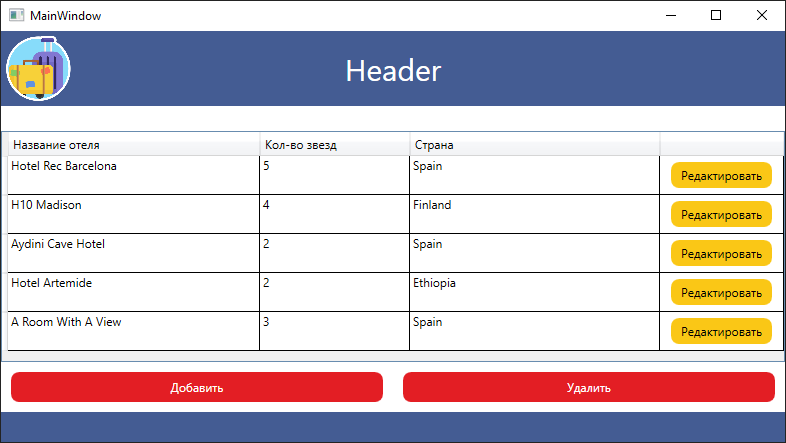 MainWindow
Header
Название отеля Кол-во звезд Страна
Hotel Rec Barcelona 5 Spain Редактировать
H10 Madison 4 Finland Редактировать
Aydini Cave Hotel 2 Spain Редактировать
Hotel Artemide 2 Ethiopia Редактировать
A Room With A View 3 Spain Редактировать
Добавить Удалить